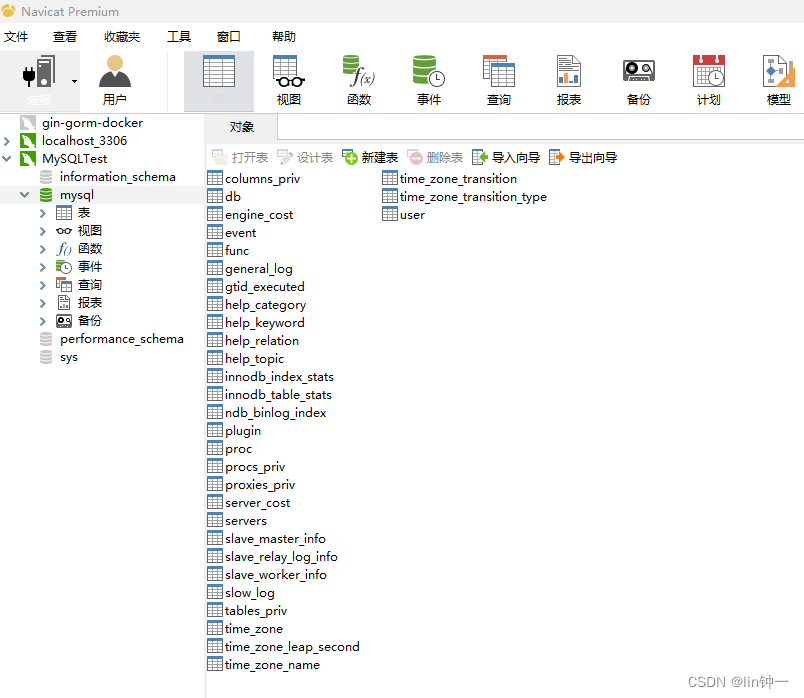 Navicat Premium
文件 查看 收藏夹 工具 窗口 帮助
连接 用户 视图 函数 事件 查询 报表 备份 计划 模型
gin-gorm-docker
localhost_3306
MySQLTest
information_schema
mysql
表
视图
函数
事件
查询
报表
备份
performance_schema
sys
对象
打开表 设计表 新建表 删除表 导入向导 导出向导
columns_priv
db
engine_cost
event
func
general_log
gtid_executed
help_category
help_keyword
help_relation
help_topic
innodb_index_stats
innodb_table_stats
ndb_binlog_index
plugin
proc
procs_priv
proxies_priv
server_cost
servers
slave_master_info
slave_relay_log_info
slave_worker_info
slow_log
tables_priv
time_zone
time_zone_leap_second
time_zone_name
time_zone_transition
time_zone_transition_type
user
CSDN @lin钟一